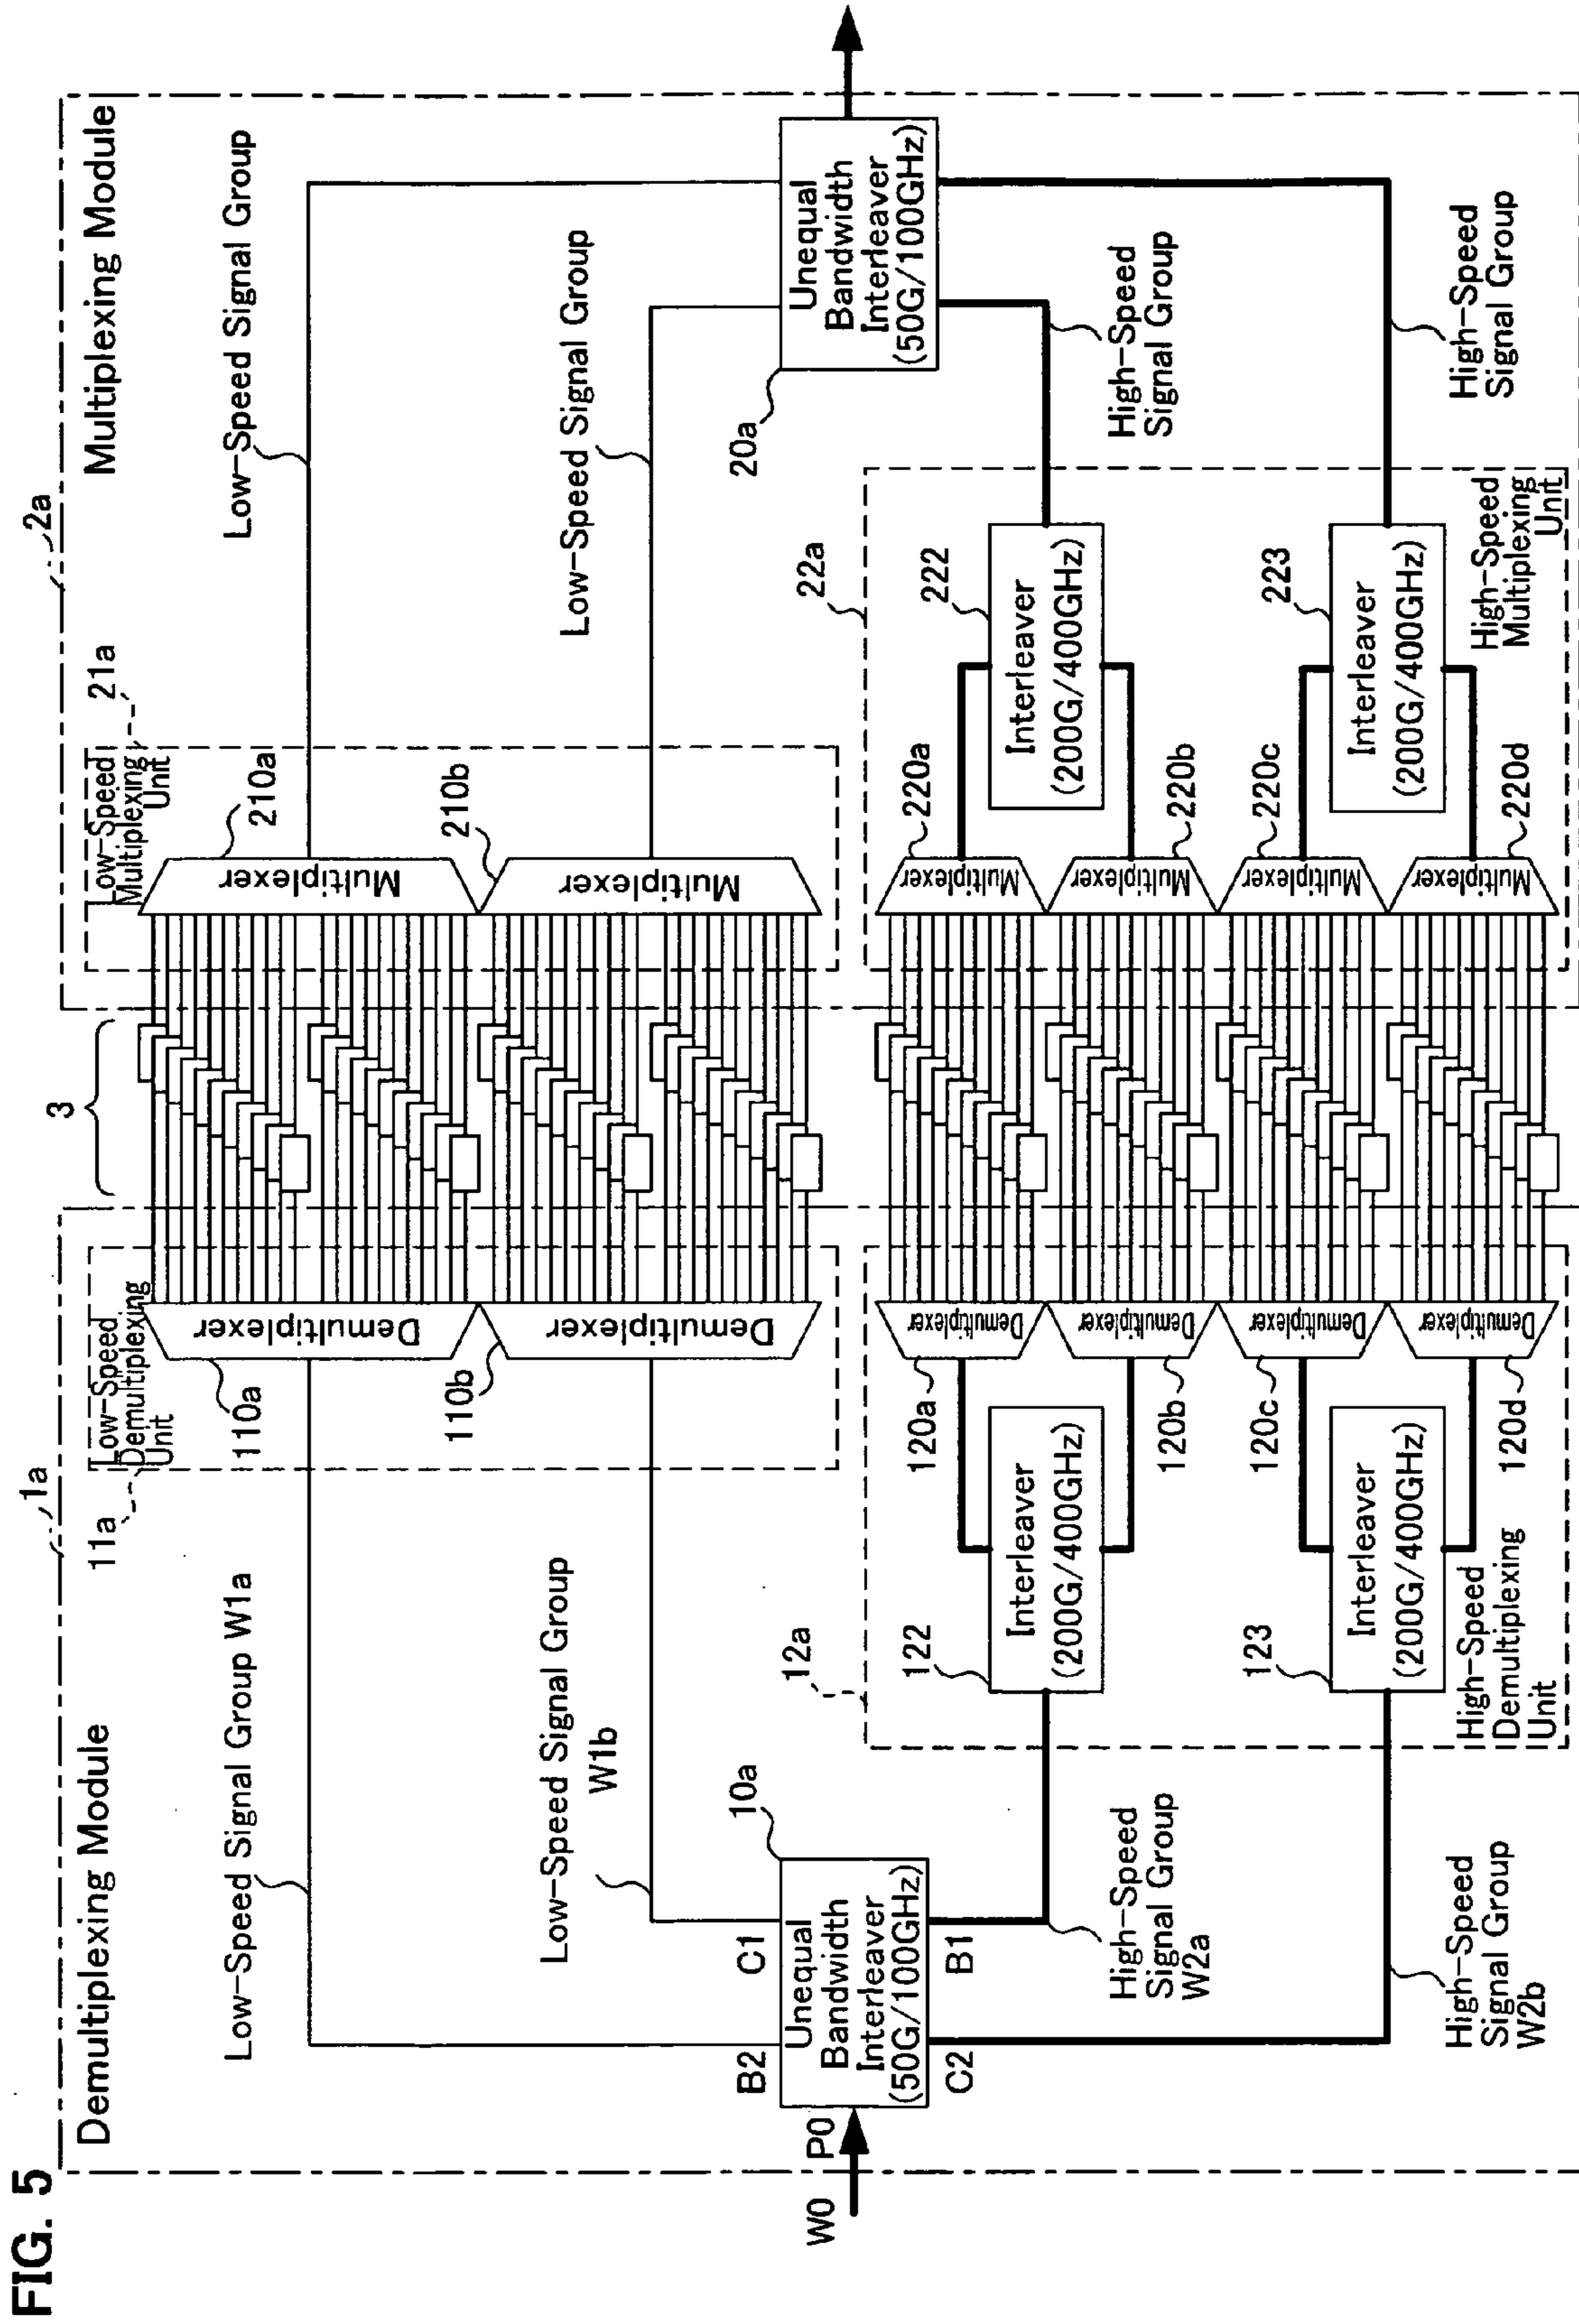 FIG. 5
Demultiplexing Module
1a
Low-Speed Signal Group W1a
Low-Speed Signal Group
W1b
W0
P0
B2
C1
C2
B1
10a
Unequal
Bandwidth
Interleaver
(50G/100GHz)
High-Speed
Signal Group
W2a
High-Speed
Signal Group
W2b
11a
Low-Speed
Demultiplexing
Unit
110a
Demultiplexer
110b
Demultiplexer
12a
122
Interleaver
(200G/400GHz)
123
Interleaver
(200G/400GHz)
High-Speed
Demultiplexing
Unit
120a
Demultiplexer
120b
Demultiplexer
120c
Demultiplexer
120d
Demultiplexer
3
2a
Multiplexing Module
21a
Low-Speed
Multiplexing
Unit
210a
Multiplexer
210b
Multiplexer
Low-Speed Signal Group
Low-Speed Signal Group
22a
220a
Multiplexer
220b
Multiplexer
220c
Multiplexer
220d
Multiplexer
222
Interleaver
(200G/400GHz)
223
Interleaver
(200G/400GHz)
High-Speed
Multiplexing
Unit
20a
Unequal
Bandwidth
Interleaver
(50G/100GHz)
High-Speed
Signal Group
High-Speed
Signal Group